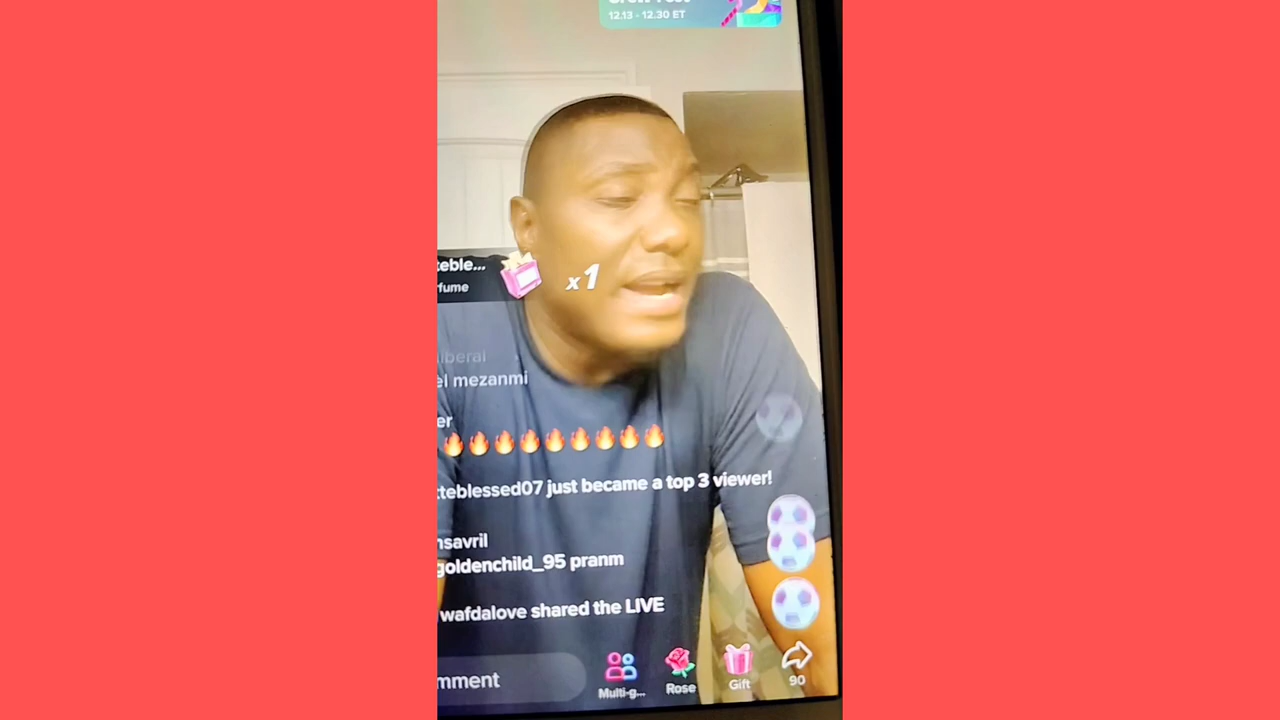 12.13 - 12.30 ET
teble...
x1
fume
liberal
el mezanmi
er
tteblessed07 just became a top 3 viewer!
nsavril
goldenchild_95 pranm
wafdalove shared the LIVE
mment
Multi-g...
Rose
Gift
90